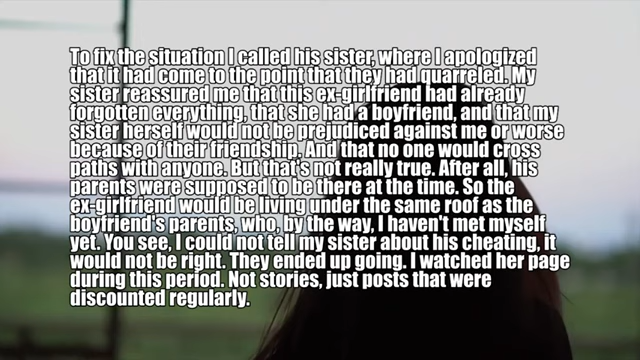 To fix the situation I called his sister, where I apologized
that it had come to the point that they had quarreled. My
sister reassured me that this ex-girlfriend had already
forgotten everything, that she had a boyfriend, and that my
sister herself would not be prejudiced against me or worse
because of their friendship. And that no one would cross
paths with anyone. But that's not really true. After all, his
parents were supposed to be there at the time. So the
ex-girlfriend would be living under the same roof as the
boyfriend's parents, who, by the way, I haven't met myself
yet. You see, I could not tell my sister about his cheating, it
would not be right. They ended up going. I watched her page
during this period. Not stories, just posts that were
discounted regularly.